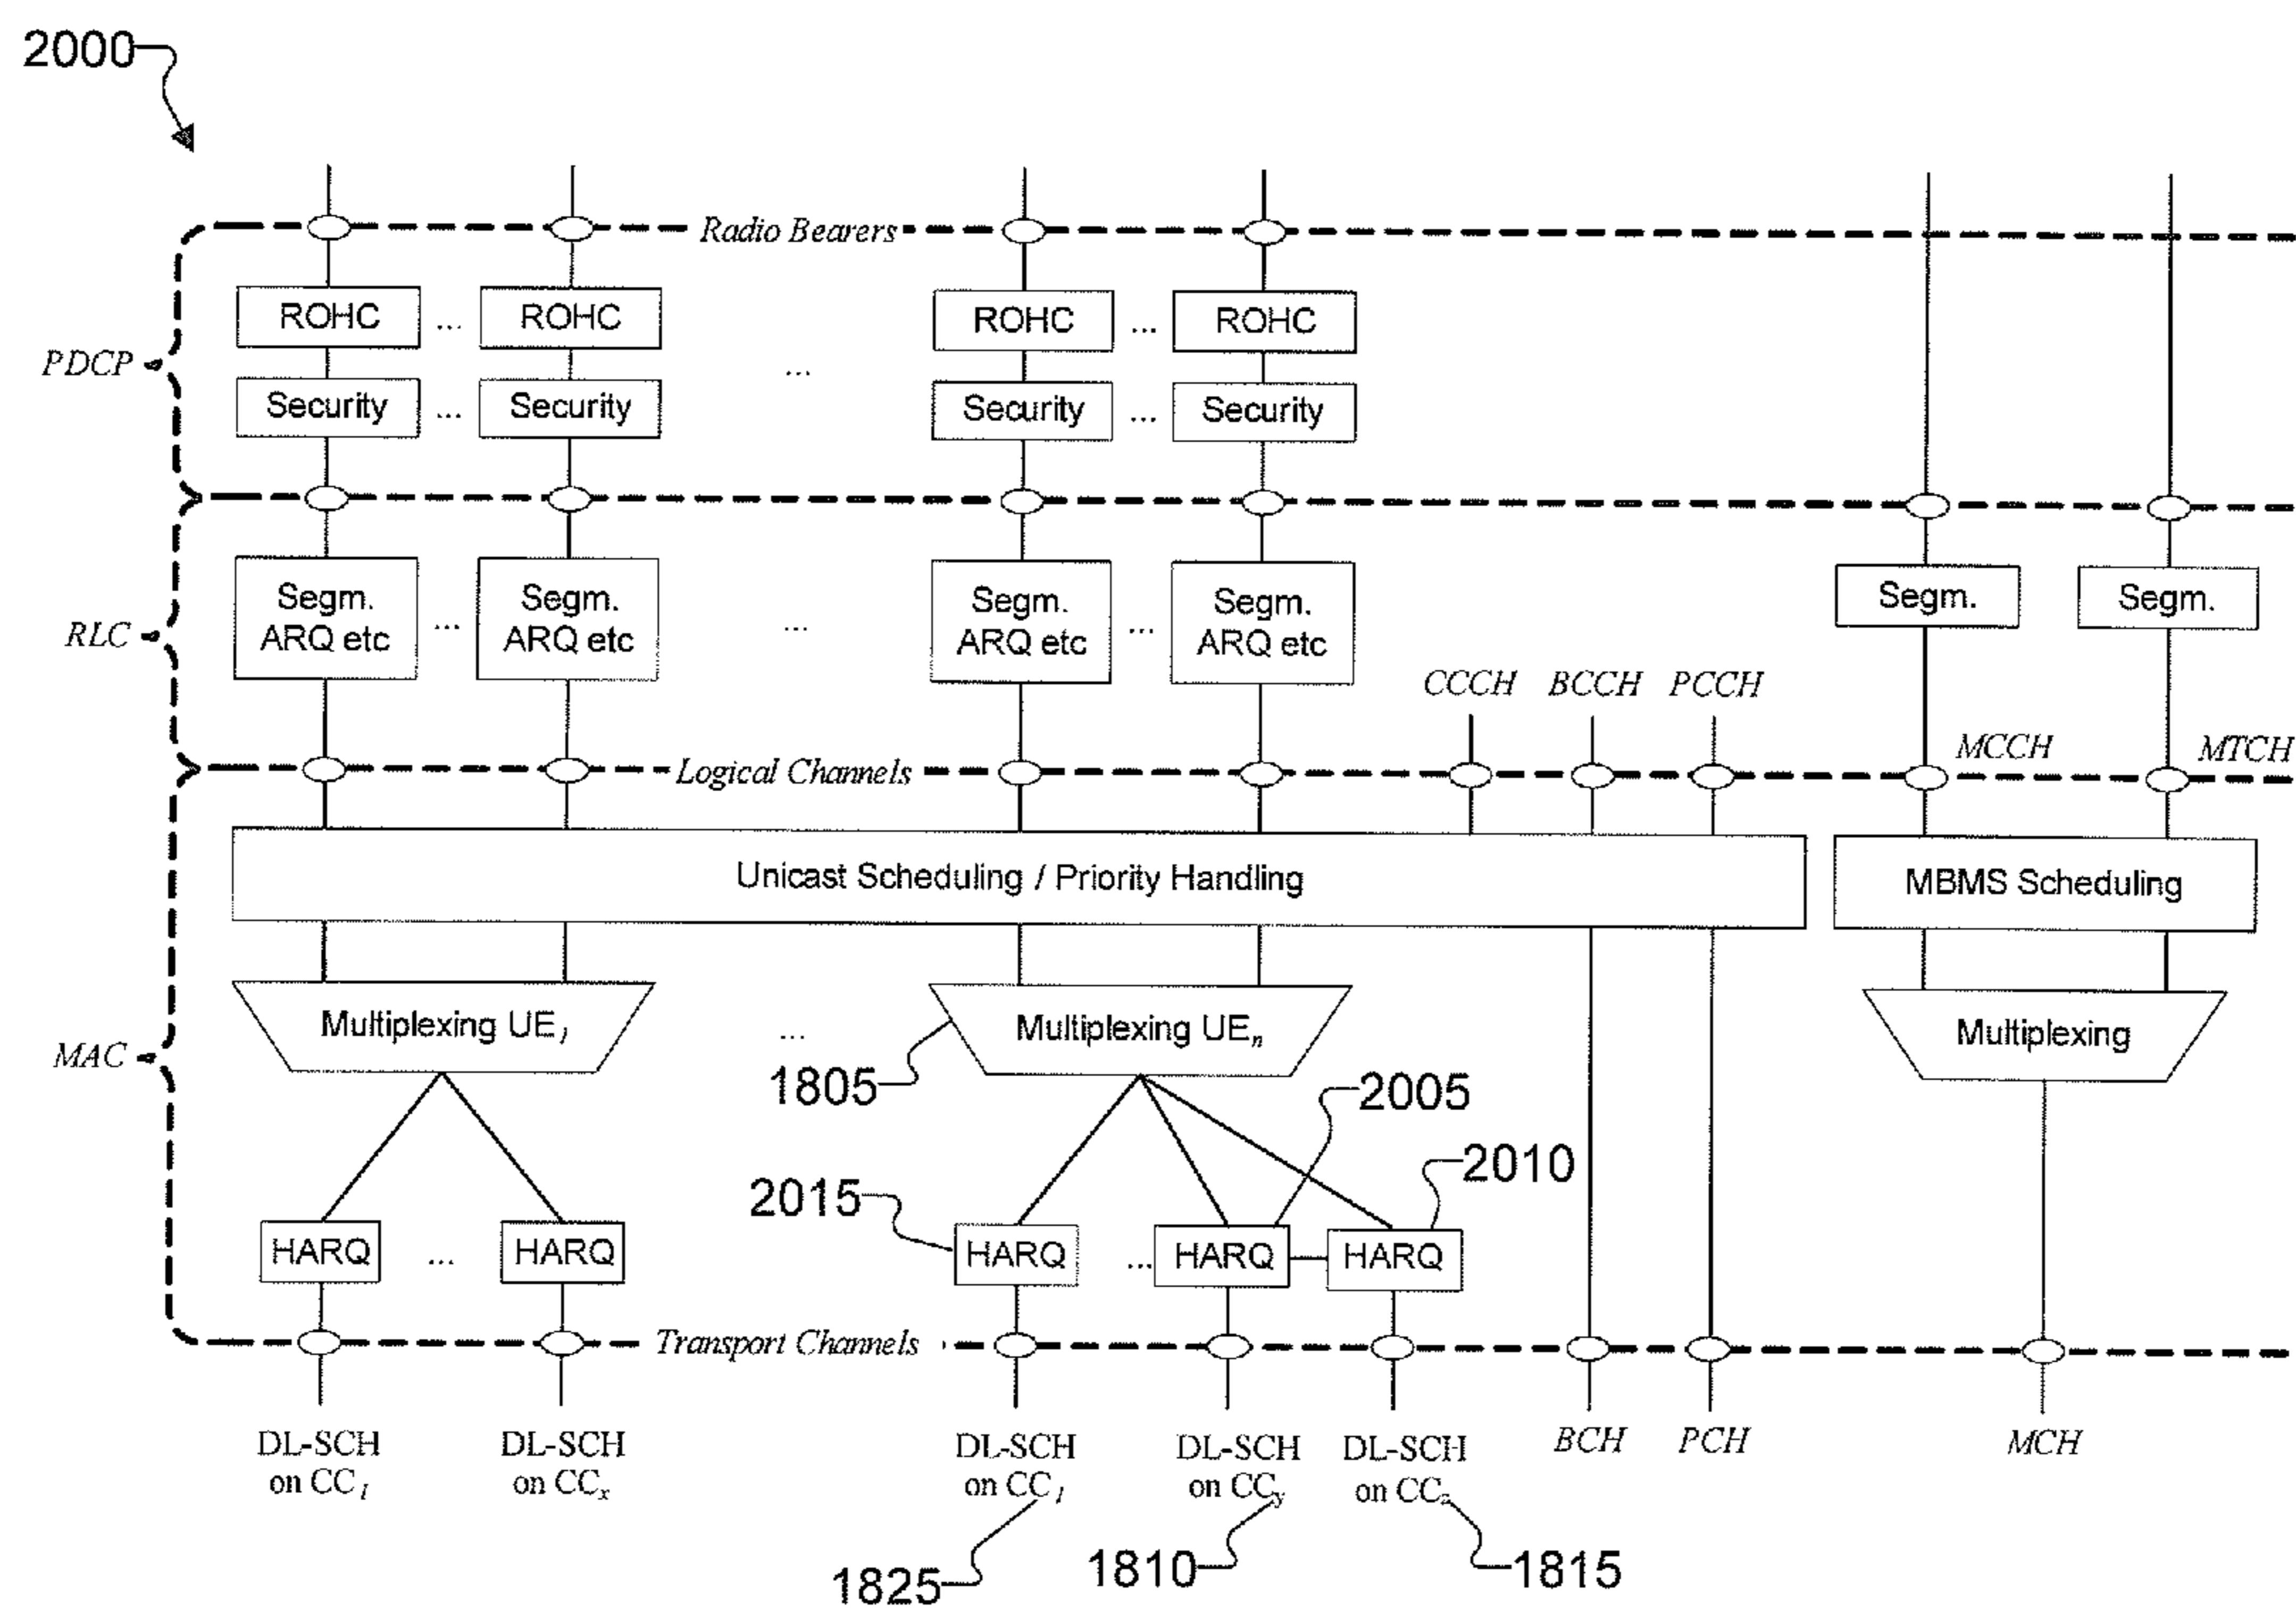 2000
Radio Bearers
ROHC ... ROHC ROHC ... ROHC
PDCP
...
Security ... Security Security ... Security
Segm. ARQ etc ... Segm. ARQ etc ... Segm. ARQ etc ... Segm. ARQ etc Segm. Segm.
RLC
CCCH BCCH PCCH
MCCH MTCH
Logical Channels
Unicast Scheduling / Priority Handling MBMS Scheduling
Multiplexing UE1 ... Multiplexing UEn Multiplexing
MAC
1805 2005
2010
2015
HARQ ... HARQ HARQ ... HARQ HARQ
Transport Channels
DL-SCH on CC1 DL-SCH on CCx DL-SCH on CC1 DL-SCH on CCy DL-SCH on CCz BCH PCH MCH
1825 1810 1815